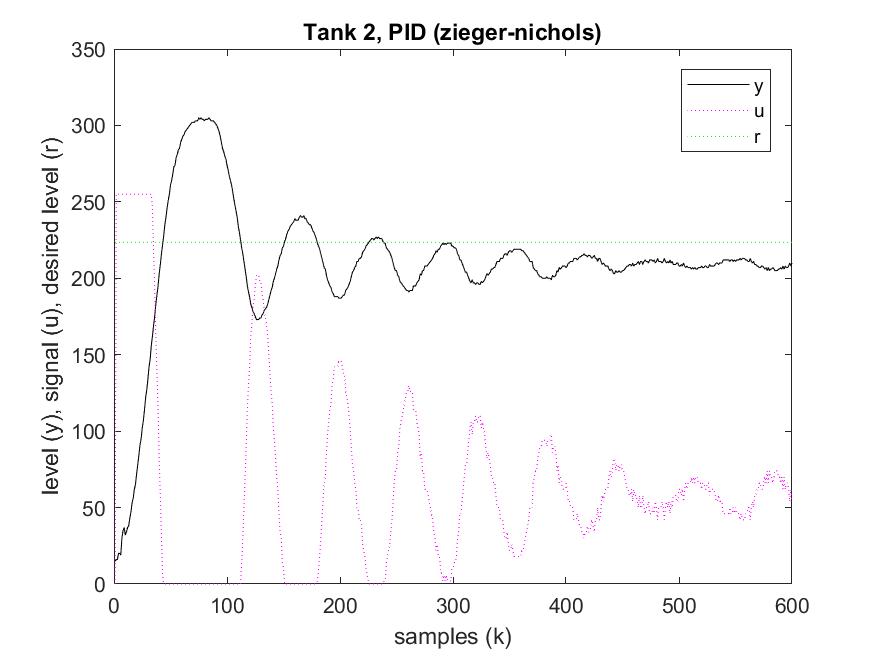 Tank 2, PID (zieger-nichols)
350
300
250
200
150
100
50
0
level (y), signal (u), desired level (r)
y
u
r
0 100 200 300 400 500 600
samples (k)